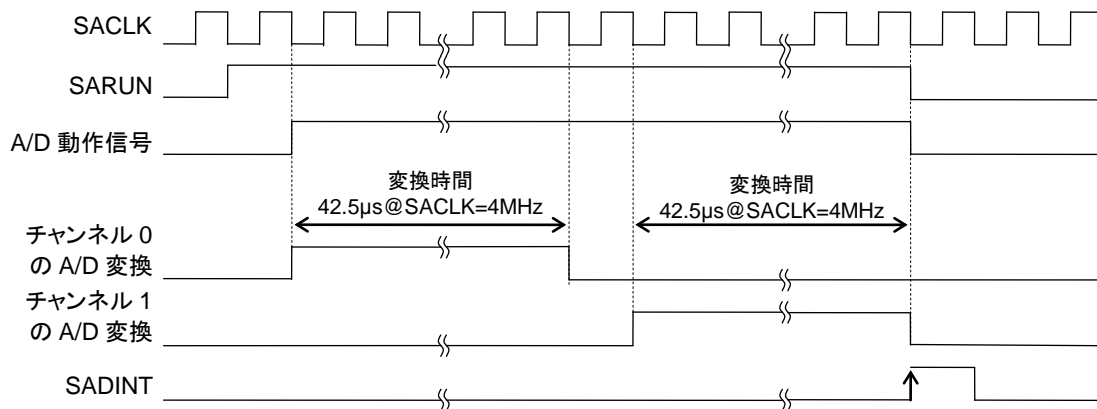 SACLK
SARUN
A/D 動作信号
変換時間
42.5µs@SACLK=4MHz
変換時間
42.5µs@SACLK=4MHz
チャンネル 0
の A/D 変換
チャンネル 1
の A/D 変換
SADINT